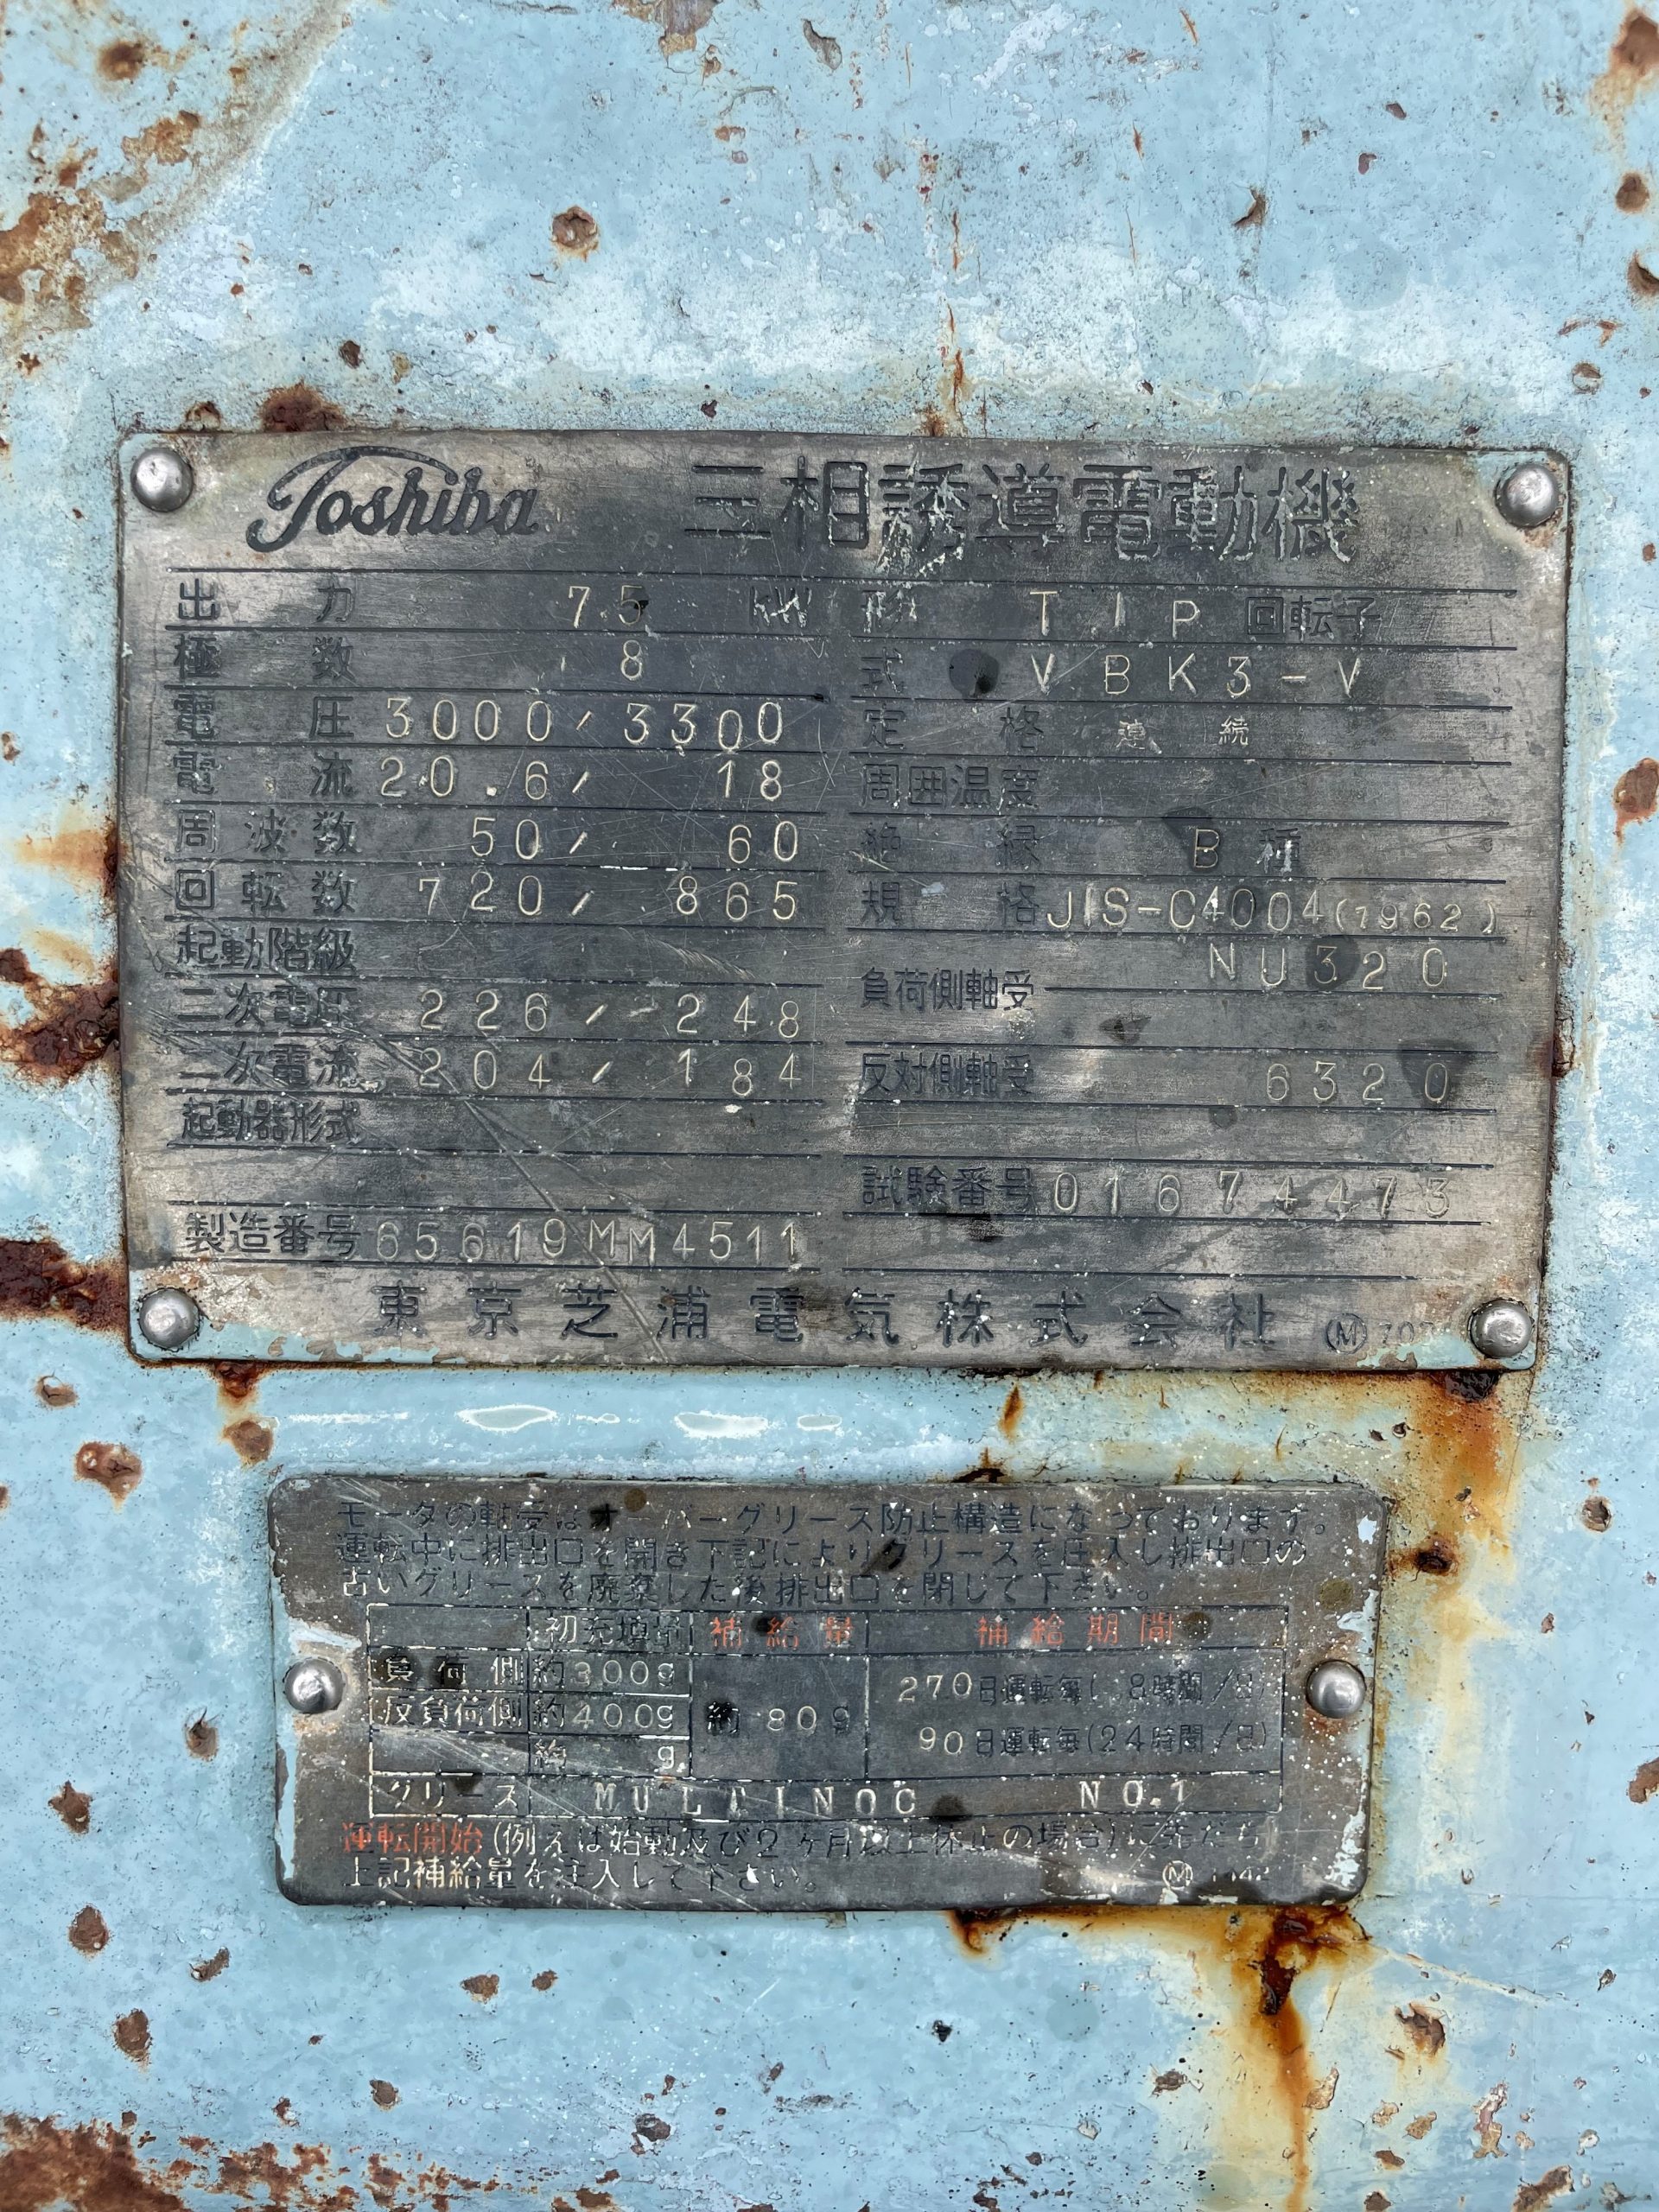 Toshiba 三相誘導電動機
出力 75 kW
極数 8
電圧 3000/3300
電流 20.6/18
周波数 50/60
回転数 720/865
起動階級
二次電圧 226/248
二次電流 204/184
起動器形式
製造番号 65619MM4511
形 TIP 回転子
式 VBK3-V
定格 連続
周囲温度
絶縁 B種
規格 JIS-C4004(1962)
負荷側軸受 NU320
反対側軸受 6320
試験番号 01674473
東京芝浦電気株式会社 Ⓜ
モータの軸受はオーバーグリース防止構造になっております。
運転中に排出口を開き下記によりグリースを圧入し排出口の
古いグリースを廃棄した後排出口を閉じて下さい。
初充填量 補給量 補給期間
負荷側 約300g
反負荷側 約400g 約80g
270日運転毎(8時間/日)
90日運転毎(24時間/日)
約 g
グリース MULTINOC NO.1
運転開始(例えば始動及び2ヶ月以上休止の場合)に先だち
上記補給量を注入して下さい。 Ⓜ